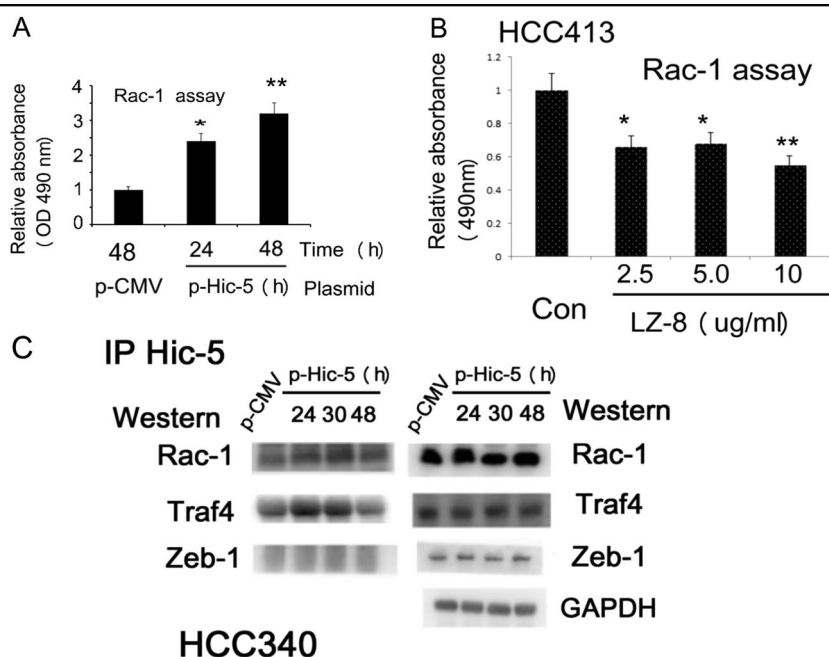 A
Relative absorbance
( OD 490 nm)
4
3
2
1
0
Rac-1 assay
*
**
48 24 48 Time (h)
p-CMV p-Hic-5 (h) Plasmid
B
HCC413
Rac-1 assay
Relative absorbance
( 490nm)
1.2
1
0.8
0.6
0.4
0.2
0
*
*
**
2.5 5.0 10
Con
LZ-8 ( ug/ml)
C
IP Hic-5
p-CMV p-Hic-5 (h)
Western 24 30 48
Rac-1
Traf4
Zeb-1
p-CMV p-Hic-5 (h)
24 30 48 Western
Rac-1
Traf4
Zeb-1
GAPDH
HCC340